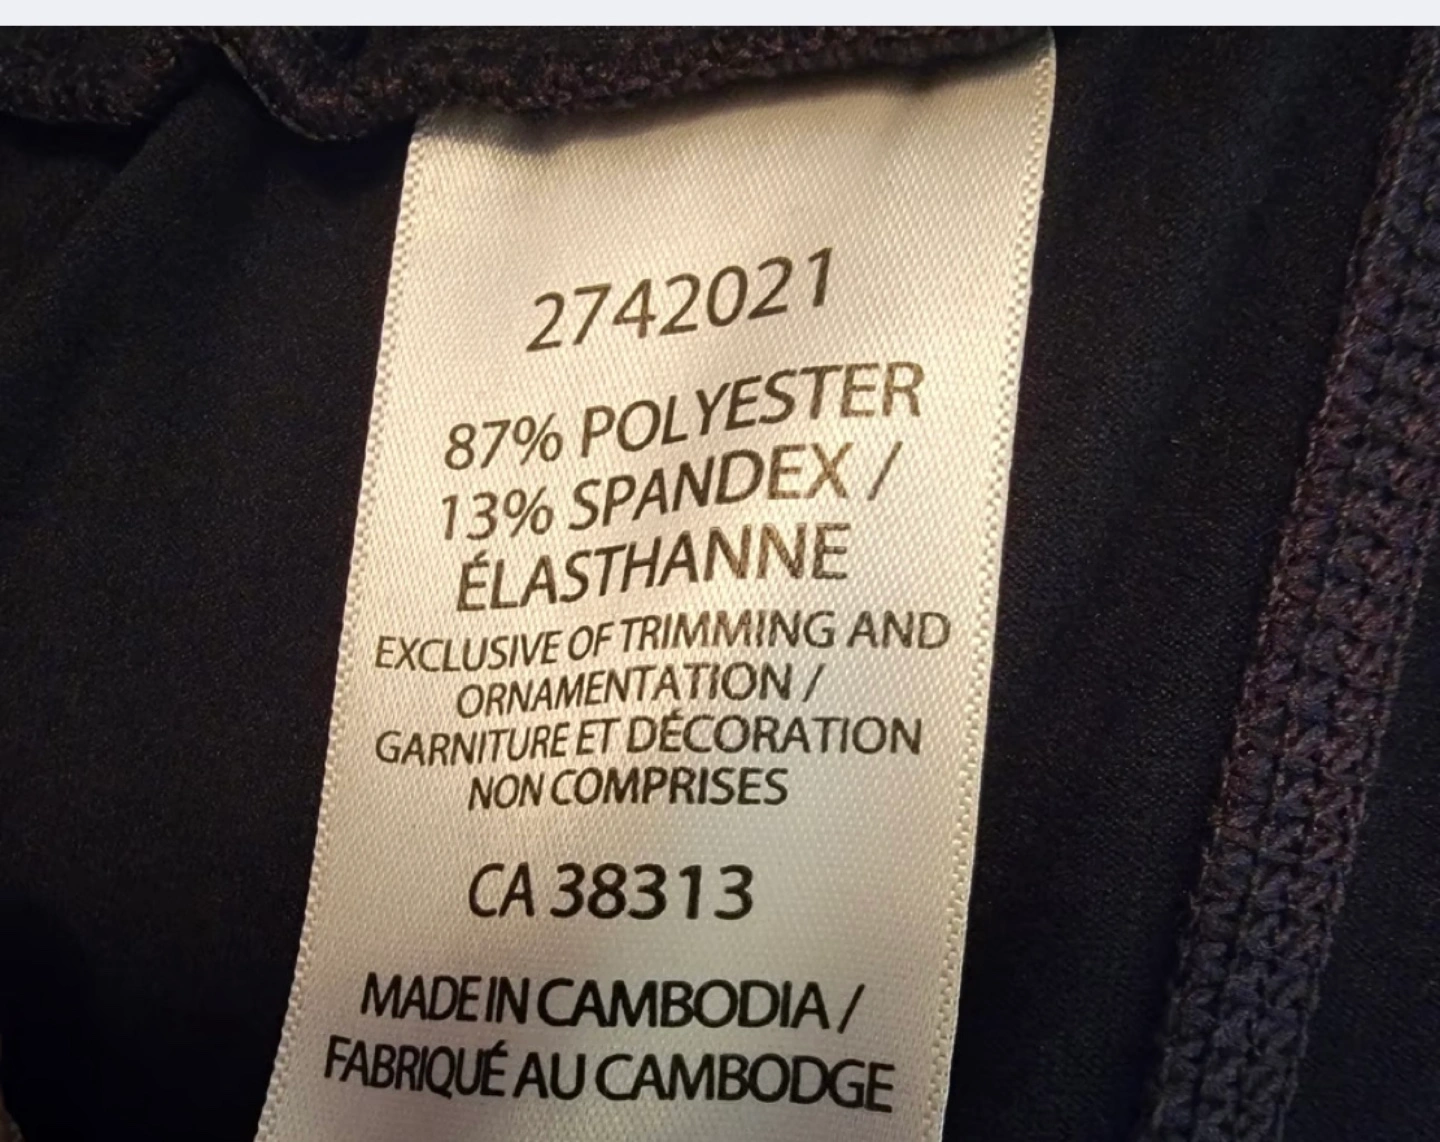 2742021
87% POLYESTER
13% SPANDEX /
ÉLASTHANNE
EXCLUSIVE OF TRIMMING AND
ORNAMENTATION /
GARNITURE ET DÉCORATION
NON COMPRISES
CA 38313
MADE IN CAMBODIA /
FABRIQUÉ AU CAMBODGE